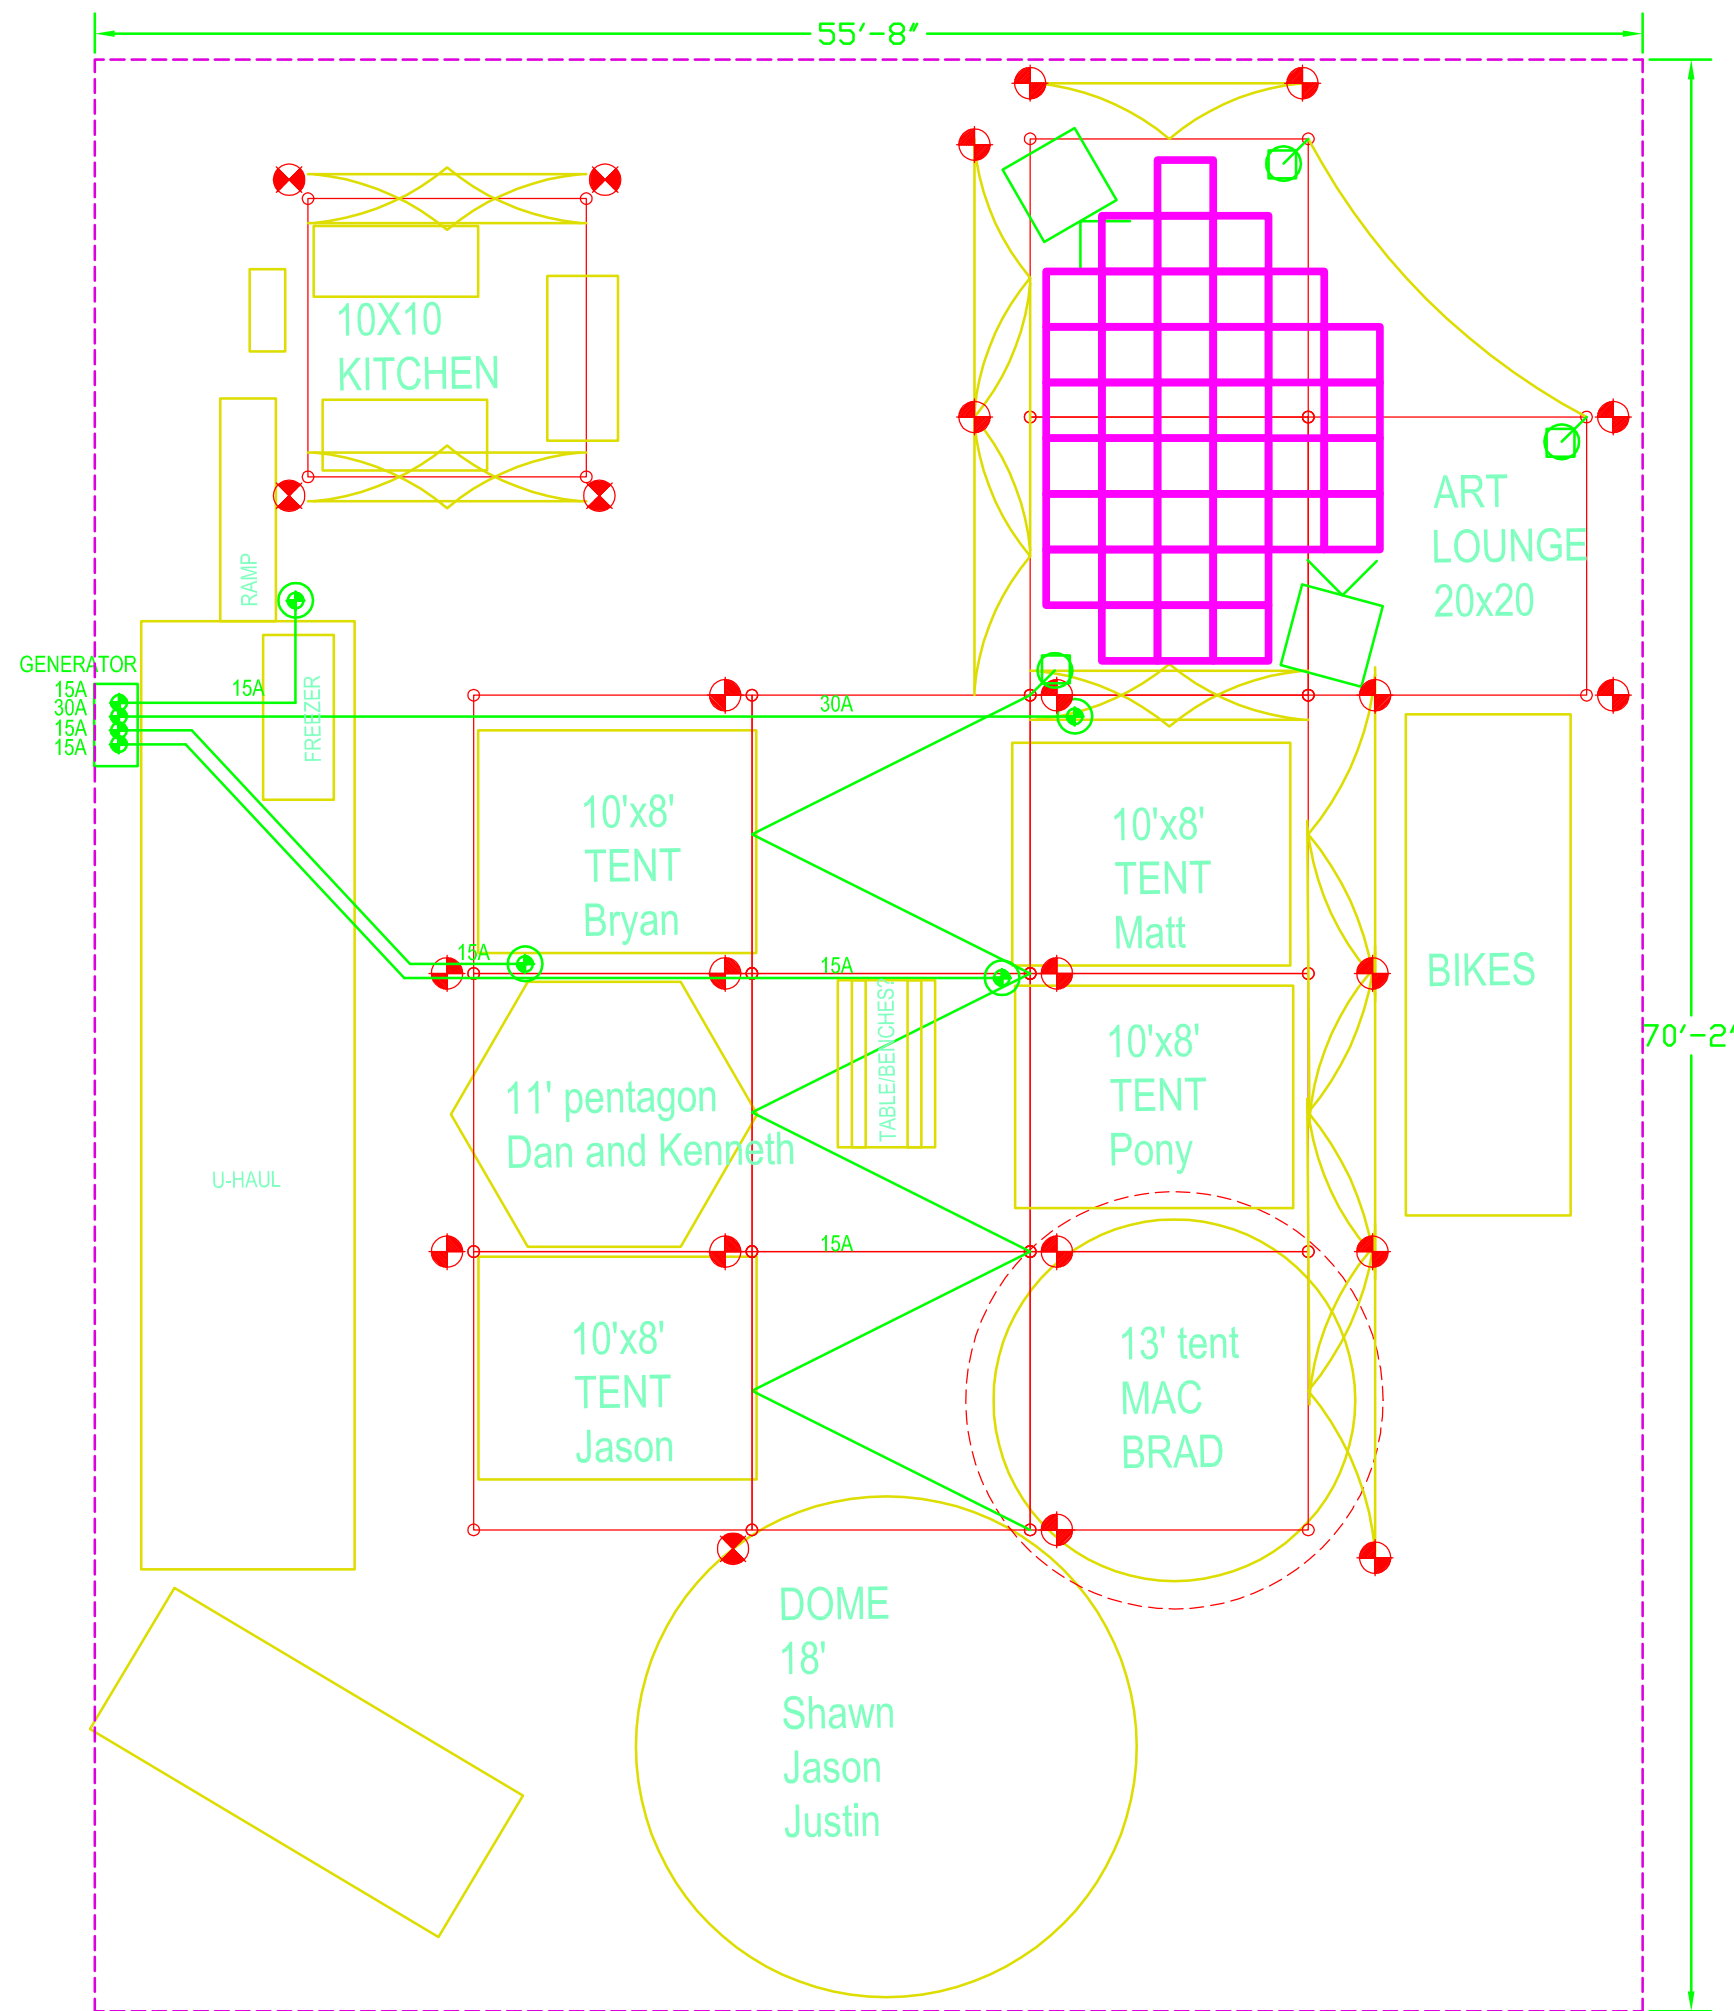 55'-8"
10X10
KITCHEN
ART
LOUNGE
20x20
RAMP
GENERATOR
15A
30A
15A
15A
15A
FREEZER
30A
10'x8'
TENT
Bryan
10'x8'
TENT
Matt
15A
15A
BIKES
70'-2
TABLE/BENCHES?
10'x8'
TENT
Pony
11' pentagon
Dan and Kenneth
U-HAUL
15A
10'x8'
TENT
Jason
13' tent
MAC
BRAD
DOME
18'
Shawn
Jason
Justin